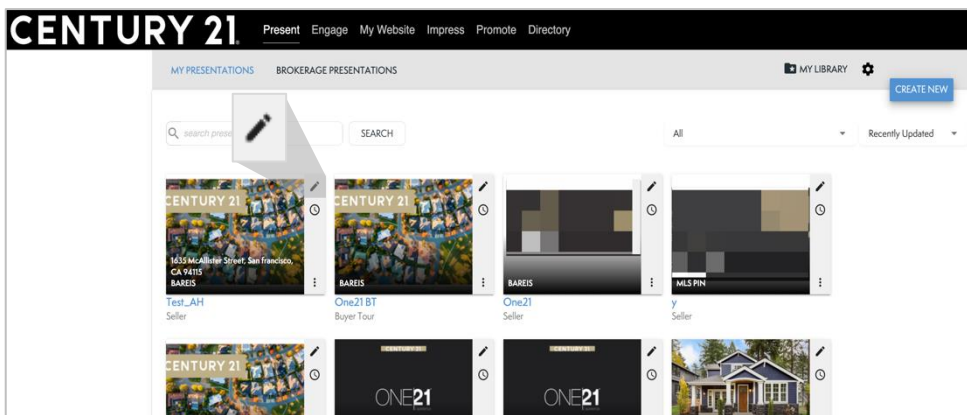 CENTURY 21.
Present Engage My Website Impress Promote Directory
MY PRESENTATIONS BROKERAGE PRESENTATIONS MY LIBRARY
CREATE NEW
search prese SEARCH All Recently Updated
CENTURY 21
1635 McAllister Street, San francisco,
CA 94115
BAREIS
Test_AH
Seller
CENTURY 21
BAREIS
One21 BT
Buyer Tour
BAREIS
One21
Seller
MLS PIN
y
Seller
CENTURY 21
CENTURY 21
ONE21
CENTURY 21
ONE21